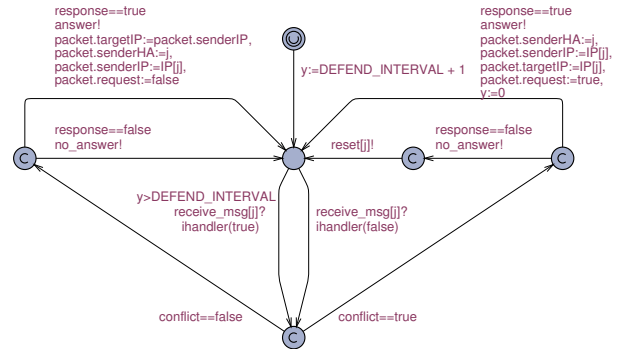 response==true
answer!
packet.targetIP:=packet.senderIP,
packet.senderHA:=j,
packet.senderIP:=IP[j],
packet.request:=false
response==true
answer!
packet.senderHA:=j,
packet.senderIP:=IP[j],
packet.targetIP:=IP[j],
packet.request:=true,
y:=0
y:=DEFEND_INTERVAL + 1
response==false
no_answer!
reset[j]!
response==false
no_answer!
C
C
C
y>DEFEND_INTERVAL
receive_msg[j]?
ihandler(true)
receive_msg[j]?
ihandler(false)
conflict==false
conflict==true
C